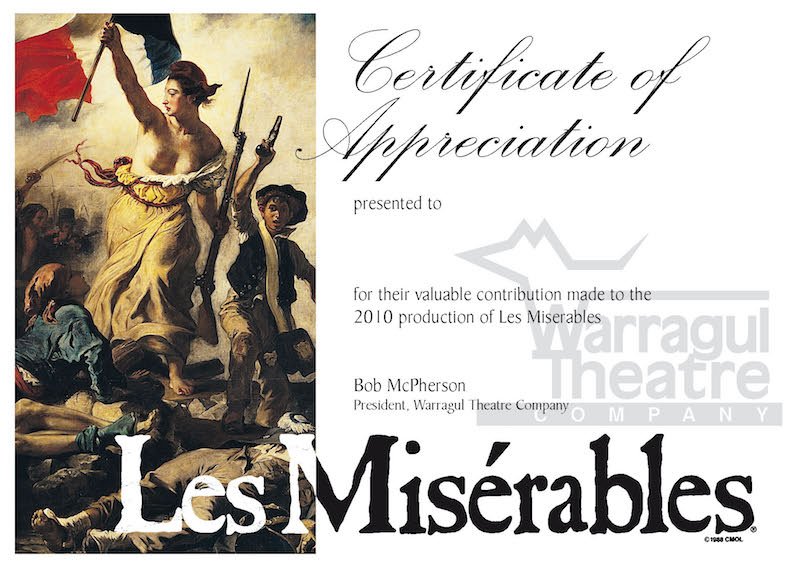 Certificate of
Appreciation
presented to
for their valuable contribution made to the
2010 production of Les Miserables
Warragul
Theatre
COMPANY
Bob McPherson
President, Warragul Theatre Company
Les Misérables®
©1988 CMOL